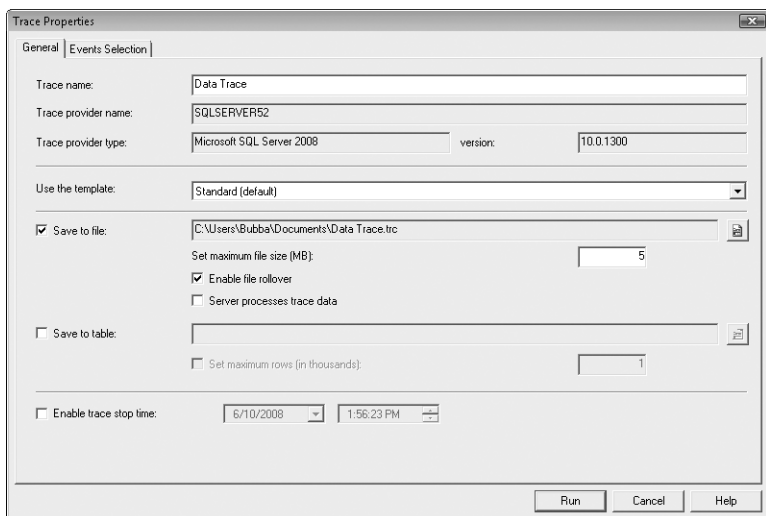 Trace Properties
General Events Selection
Trace name: Data Trace
Trace provider name: SQLSERVER52
Trace provider type: Microsoft SQL Server 2008 version: 10.0.1300
Use the template: Standard (default)
Save to file: C:\Users\Bubba\Documents\Data Trace.trc
Set maximum file size (MB): 5
Enable file rollover
Server processes trace data
Save to table:
Set maximum rows (in thousands): 1
Enable trace stop time: 6/10/2008 1:56:23 PM
Run Cancel Help